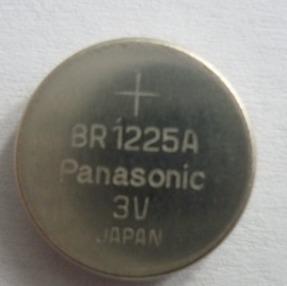 +
BR1225A
Panasonic
3V
JAPAN